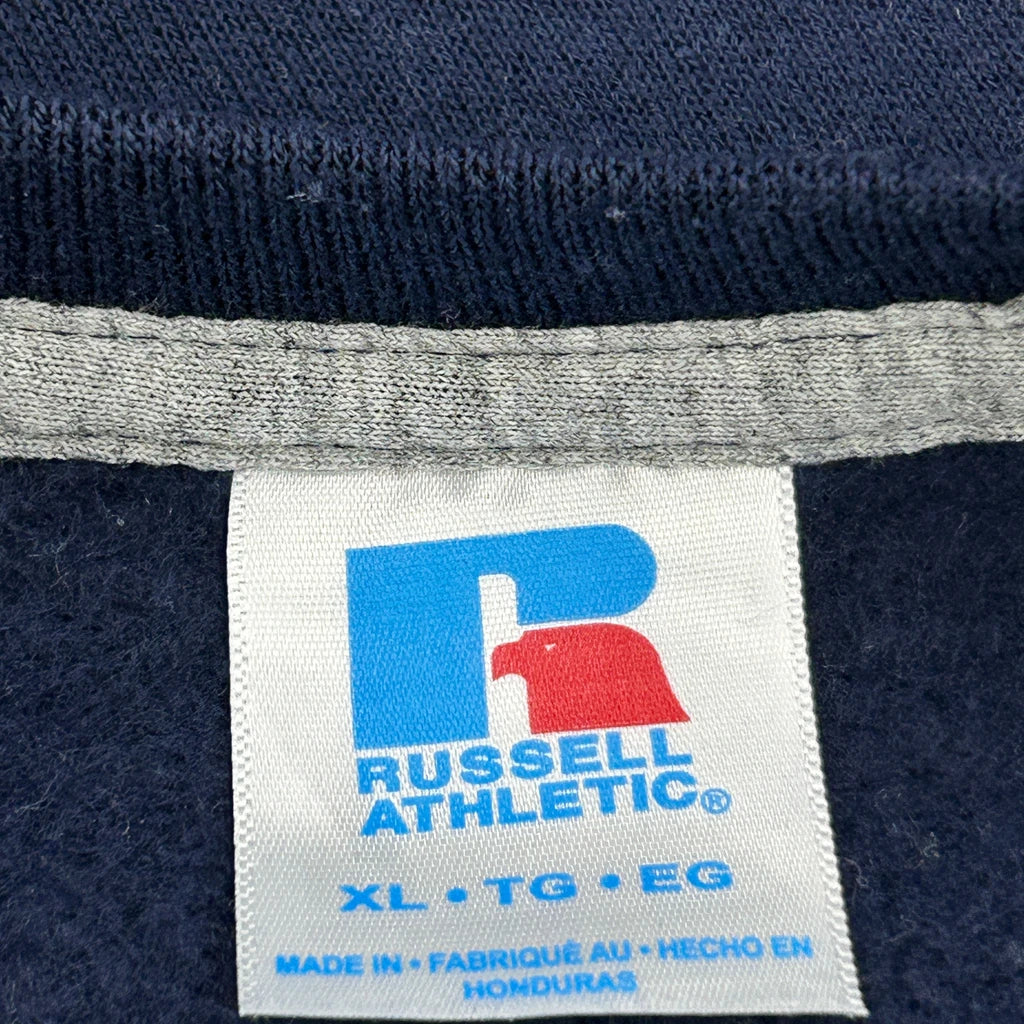 RUSSELL
ATHLETIC®
XL • TG • EG
MADE IN • FABRIQUÉ AU • HECHO EN
HONDURAS